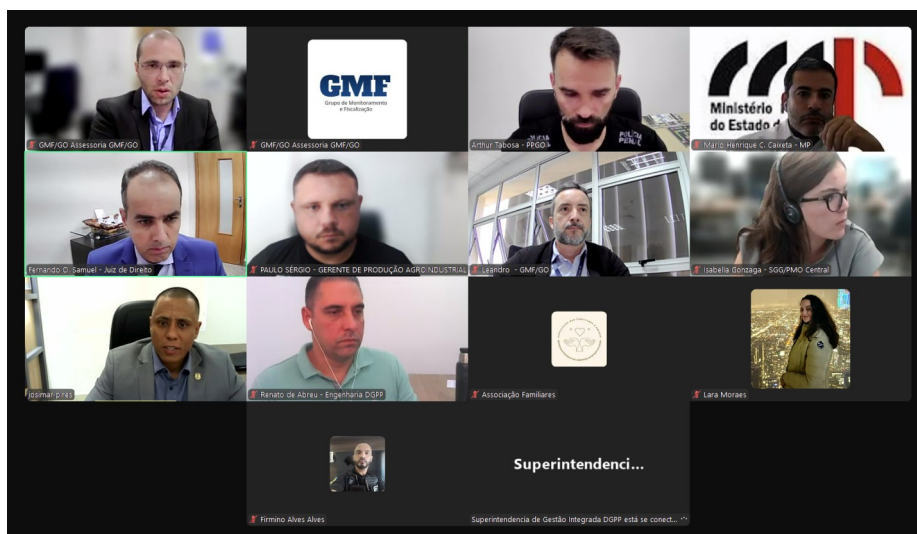 GMF/GO Assessoria GMF/GO
GMF
Grupo de Monitoramento
e Fiscalização
GMF/GO Assessoria GMF/GO
POLÍCIA
PENAL
Arthur Tabosa - PPGO
Ministério
do Estado d
Mario Henrique C. Caixeta - MP
Fernando O. Samuel - Juiz de Direito
PAULO SÉRGIO - GERENTE DE PRODUÇÃO AGROINDUSTRIAL
Leandro - GMF/GO
Isabella Gonzaga - SGG/PMO Central
josimar pires
Renato de Abreu - Engenharia DGPP
Associação Familiares
Lara Moraes
Firmino Alves Alves
Superintendenci...
Superintendencia de Gestão Integrada DGPP está se conect...